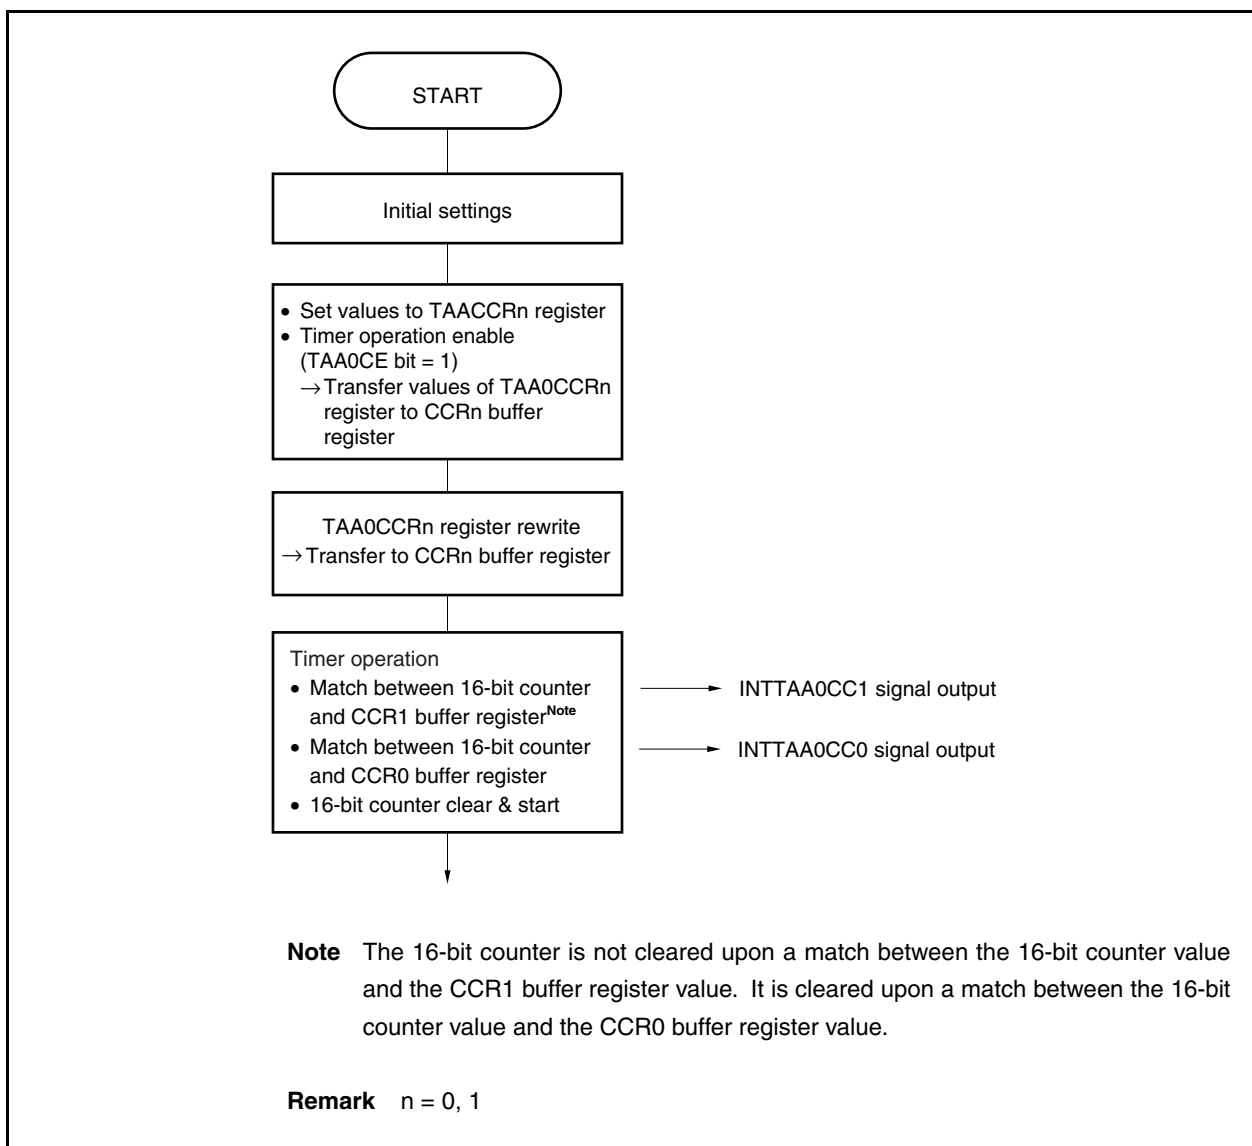 START
Initial settings
• Set values to TAACCRn register
• Timer operation enable
(TAA0CE bit = 1)
→ Transfer values of TAA0CCRn
register to CCRn buffer
register
TAA0CCRn register rewrite
→ Transfer to CCRn buffer register
Timer operation
• Match between 16-bit counter
and CCR1 buffer registerNote
• Match between 16-bit counter
and CCR0 buffer register
• 16-bit counter clear & start
INTTAA0CC1 signal output
INTTAA0CC0 signal output
Note The 16-bit counter is not cleared upon a match between the 16-bit counter value
and the CCR1 buffer register value. It is cleared upon a match between the 16-bit
counter value and the CCR0 buffer register value.
Remark n = 0, 1